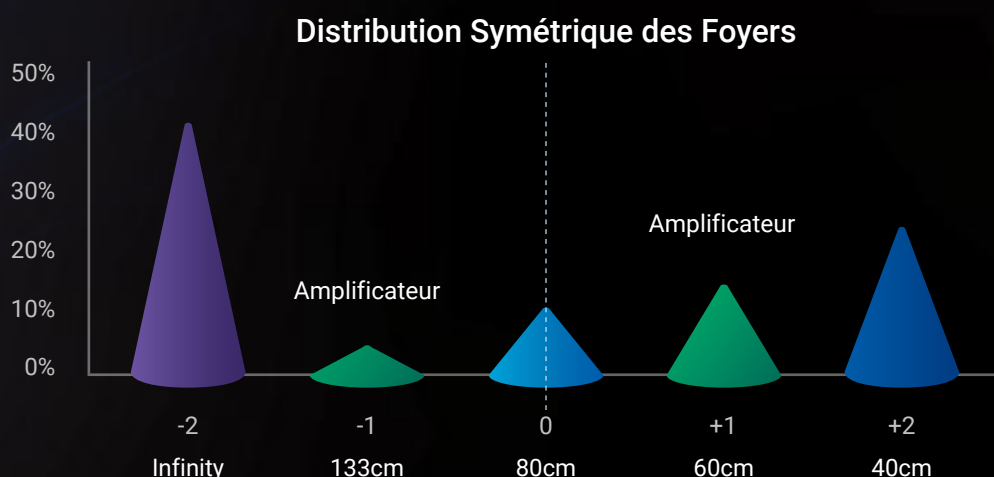 Distribution Symétrique des Foyers
50%
40%
30%
20%
10%
0%
Amplificateur
Amplificateur
-2
-1
0
+1
+2
Infinity
133cm
80cm
60cm
40cm